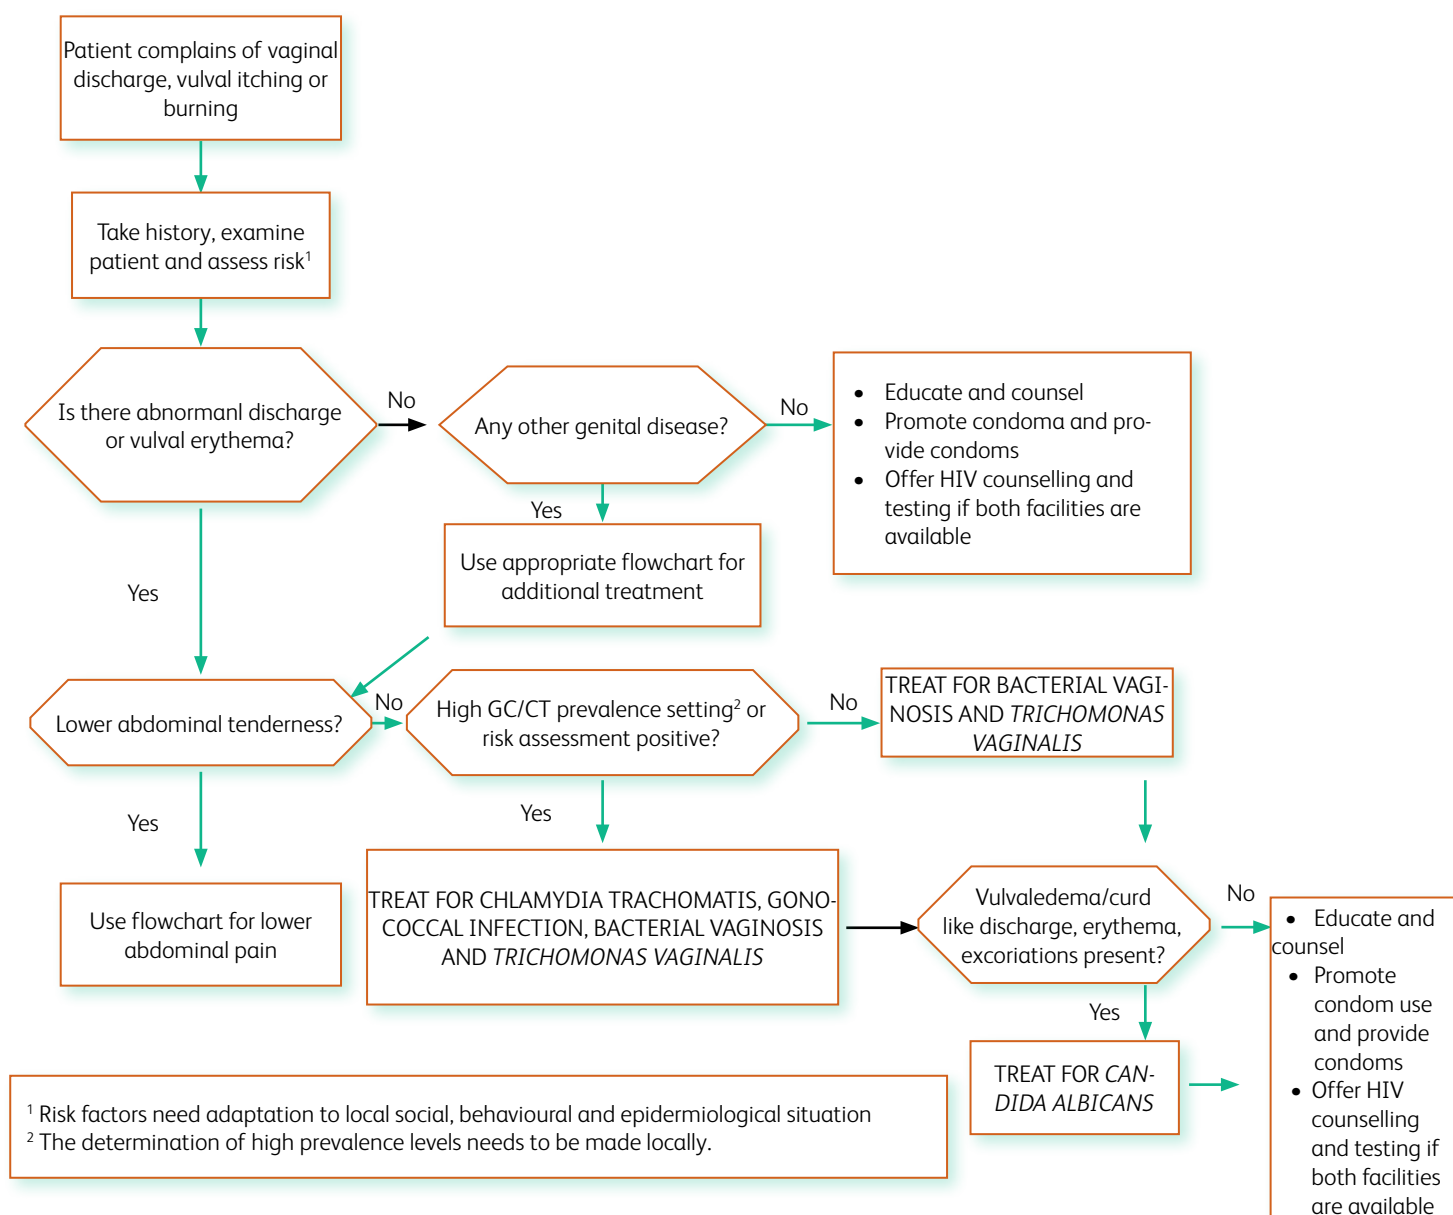 Patient complains of vaginal
discharge, vulval itching or
burning
Take history, examine
patient and assess risk1
Is there abnormanl discharge
or vulval erythema?
No
Any other genital disease?
No
• Educate and counsel
• Promote condoma and pro-
vide condoms
• Offer HIV counselling and
testing if both facilities are
available
Yes
Use appropriate flowchart for
additional treatment
Yes
Lower abdominal tenderness?
No
High GC/CT prevalence setting2 or
risk assessment positive?
No
TREAT FOR BACTERIAL VAGI-
NOSIS AND TRICHOMONAS
VAGINALIS
Yes
Use flowchart for lower
abdominal pain
Yes
TREAT FOR CHLAMYDIA TRACHOMATIS, GONO-
COCCAL INFECTION, BACTERIAL VAGINOSIS
AND TRICHOMONAS VAGINALIS
Vulvaledema/curd
like discharge, erythema,
excoriations present?
No
Yes
TREAT FOR CAN-
DIDA ALBICANS
• Educate and
counsel
• Promote
condom use
and provide
condoms
• Offer HIV
counselling
and testing if
both facilities
are available
1 Risk factors need adaptation to local social, behavioural and epidermiological situation
2 The determination of high prevalence levels needs to be made locally.